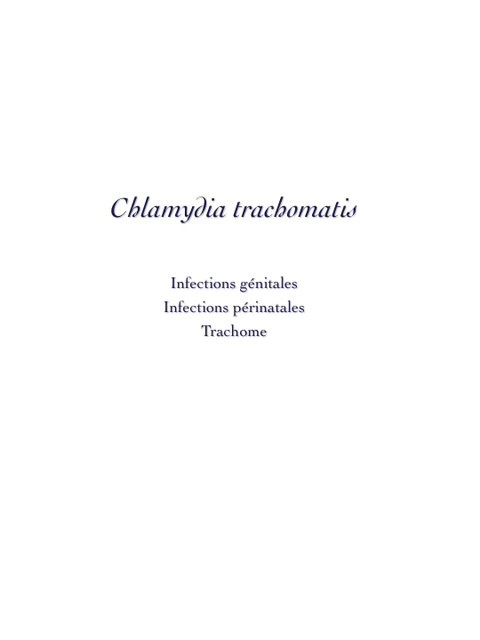 Chlamydia trachomatis
Infections génitales
Infections périnatales
Trachome